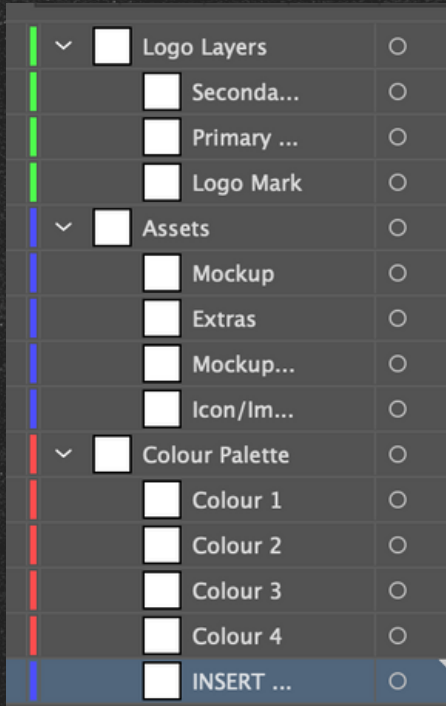 Logo Layers
Seconda...
Primary ...
Logo Mark
Assets
Mockup
Extras
Mockup...
Icon/Im...
Colour Palette
Colour 1
Colour 2
Colour 3
Colour 4
INSERT ...